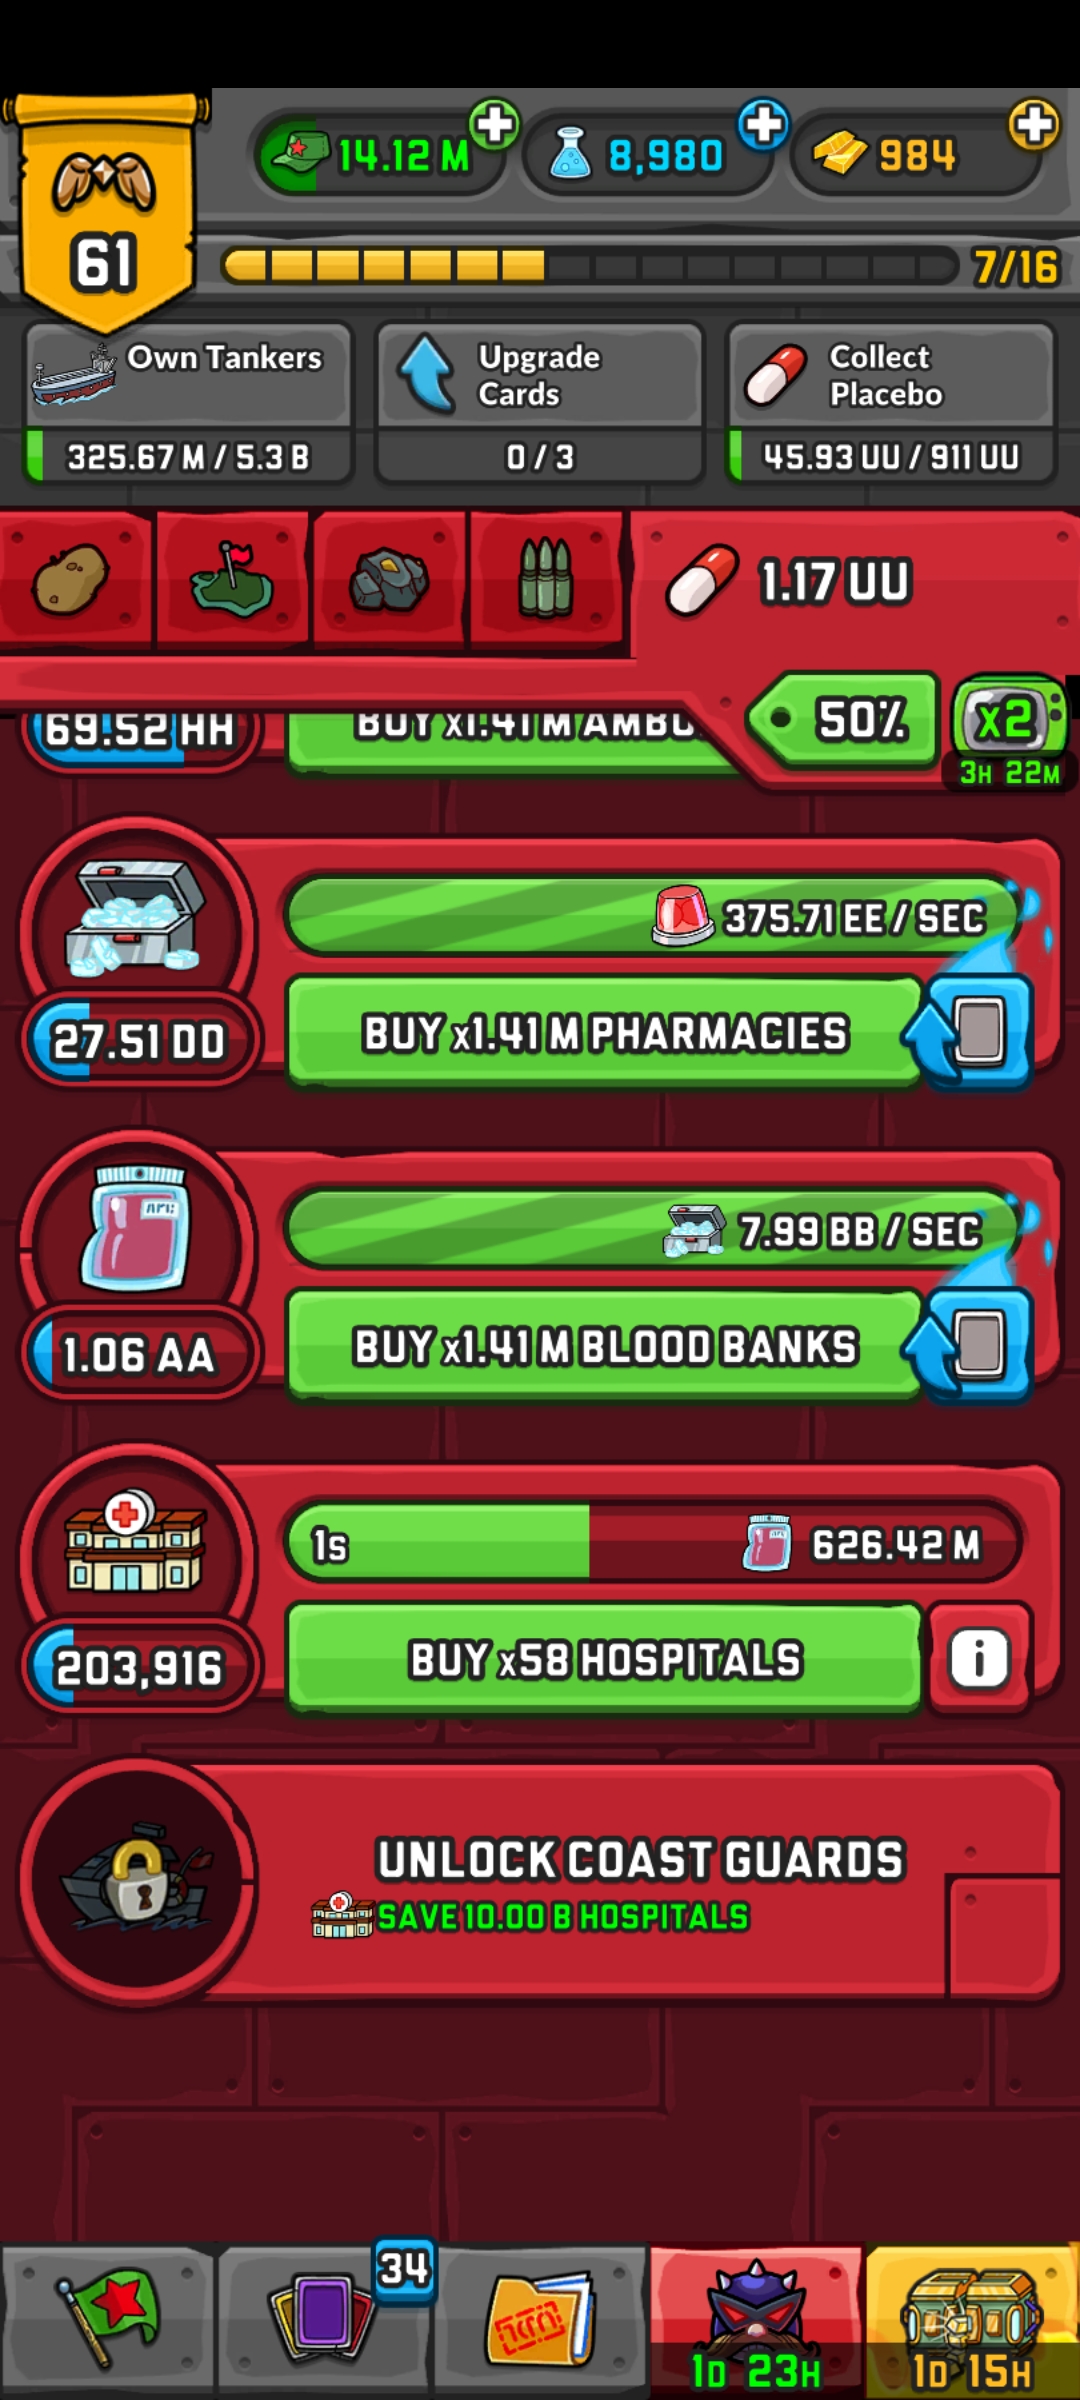 14.12 M
8,980
984
61
7/16
Own Tankers
325.67 M / 5.3 B
Upgrade
Cards
0 / 3
Collect
Placebo
45.93 UU / 911 UU
1.17 UU
50%
x2
3H 22M
69.52 HH
BUY x1.41 M AMBU
375.71 EE / SEC
27.51 DD
BUY x1.41 M PHARMACIES
7.99 BB / SEC
1.06 AA
BUY x1.41 M BLOOD BANKS
1s
626.42 M
203,916
BUY x58 HOSPITALS
i
UNLOCK COAST GUARDS
SAVE 10.00 B HOSPITALS
34
1D 23H
1D 15H